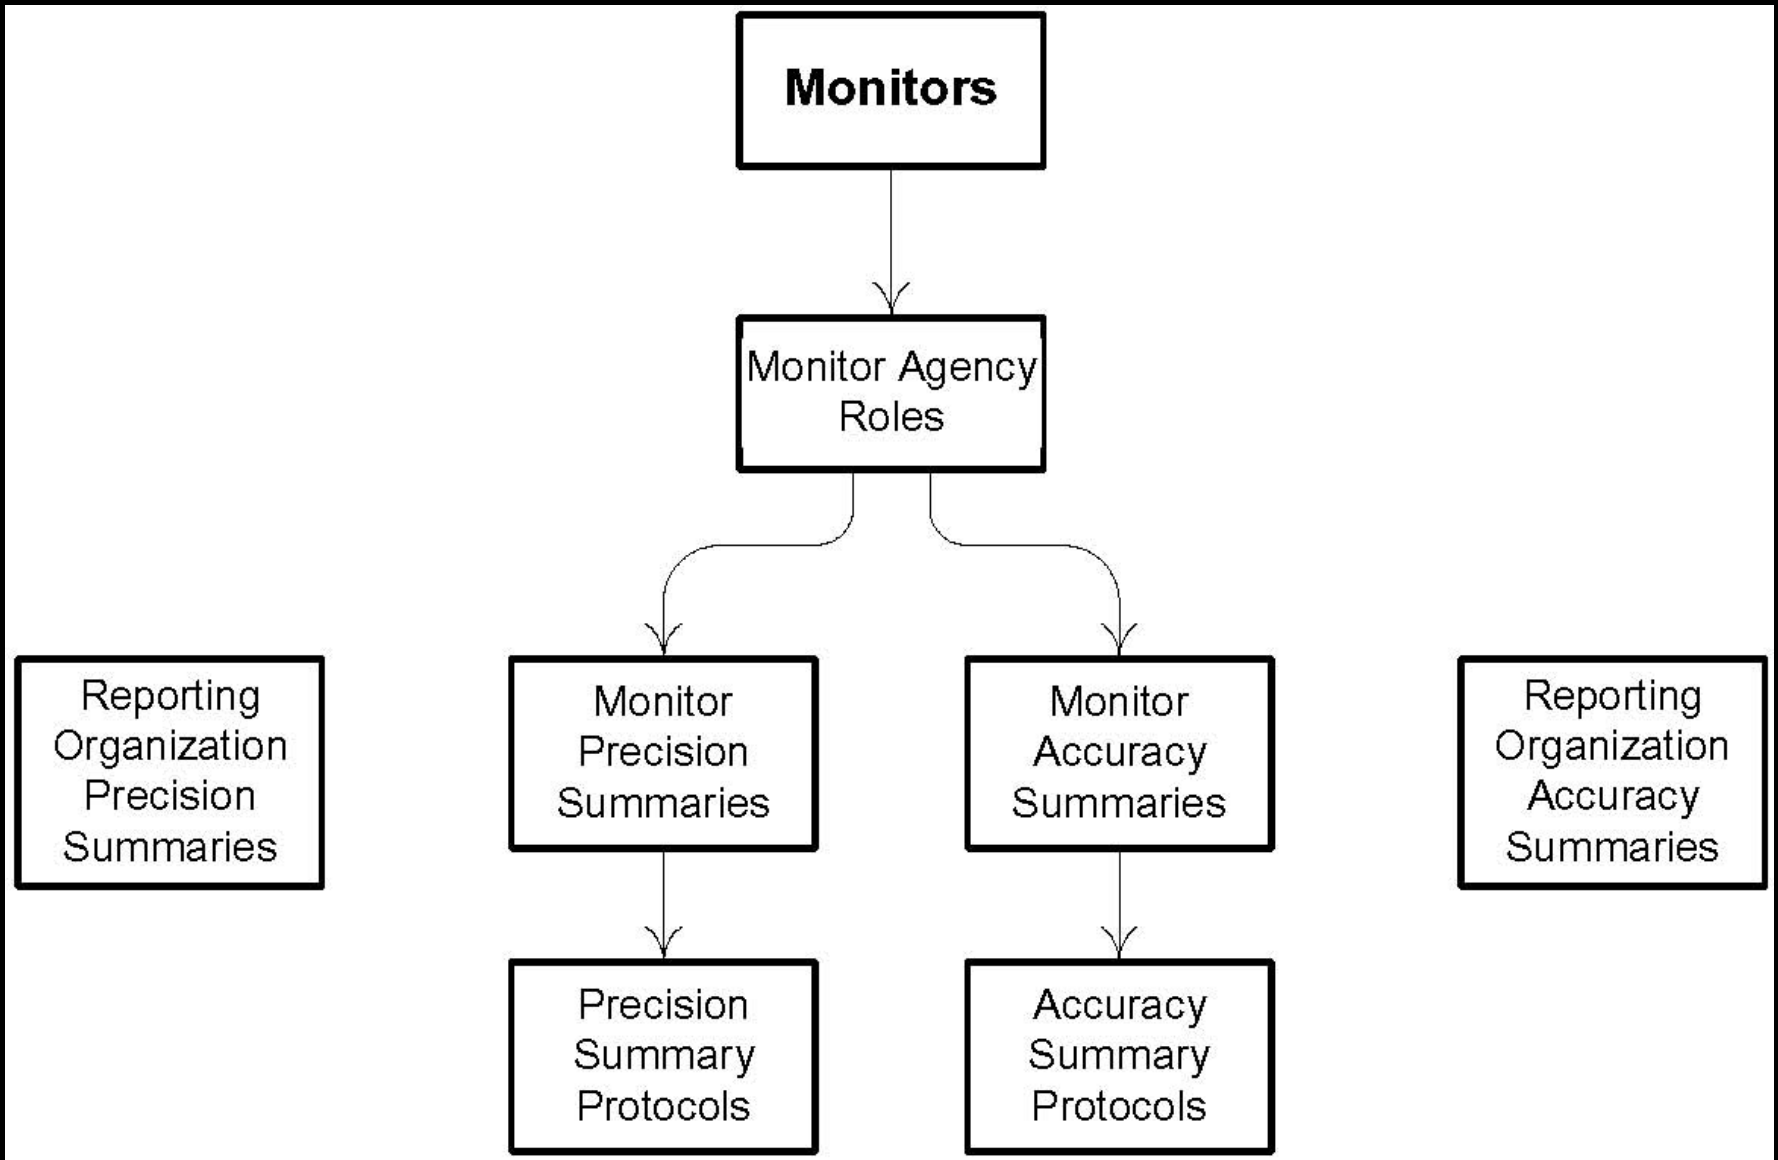 Monitors
Monitor Agency
Roles
Reporting
Organization
Precision
Summaries
Monitor
Precision
Summaries
Monitor
Accuracy
Summaries
Reporting
Organization
Accuracy
Summaries
Precision
Summary
Protocols
Accuracy
Summary
Protocols